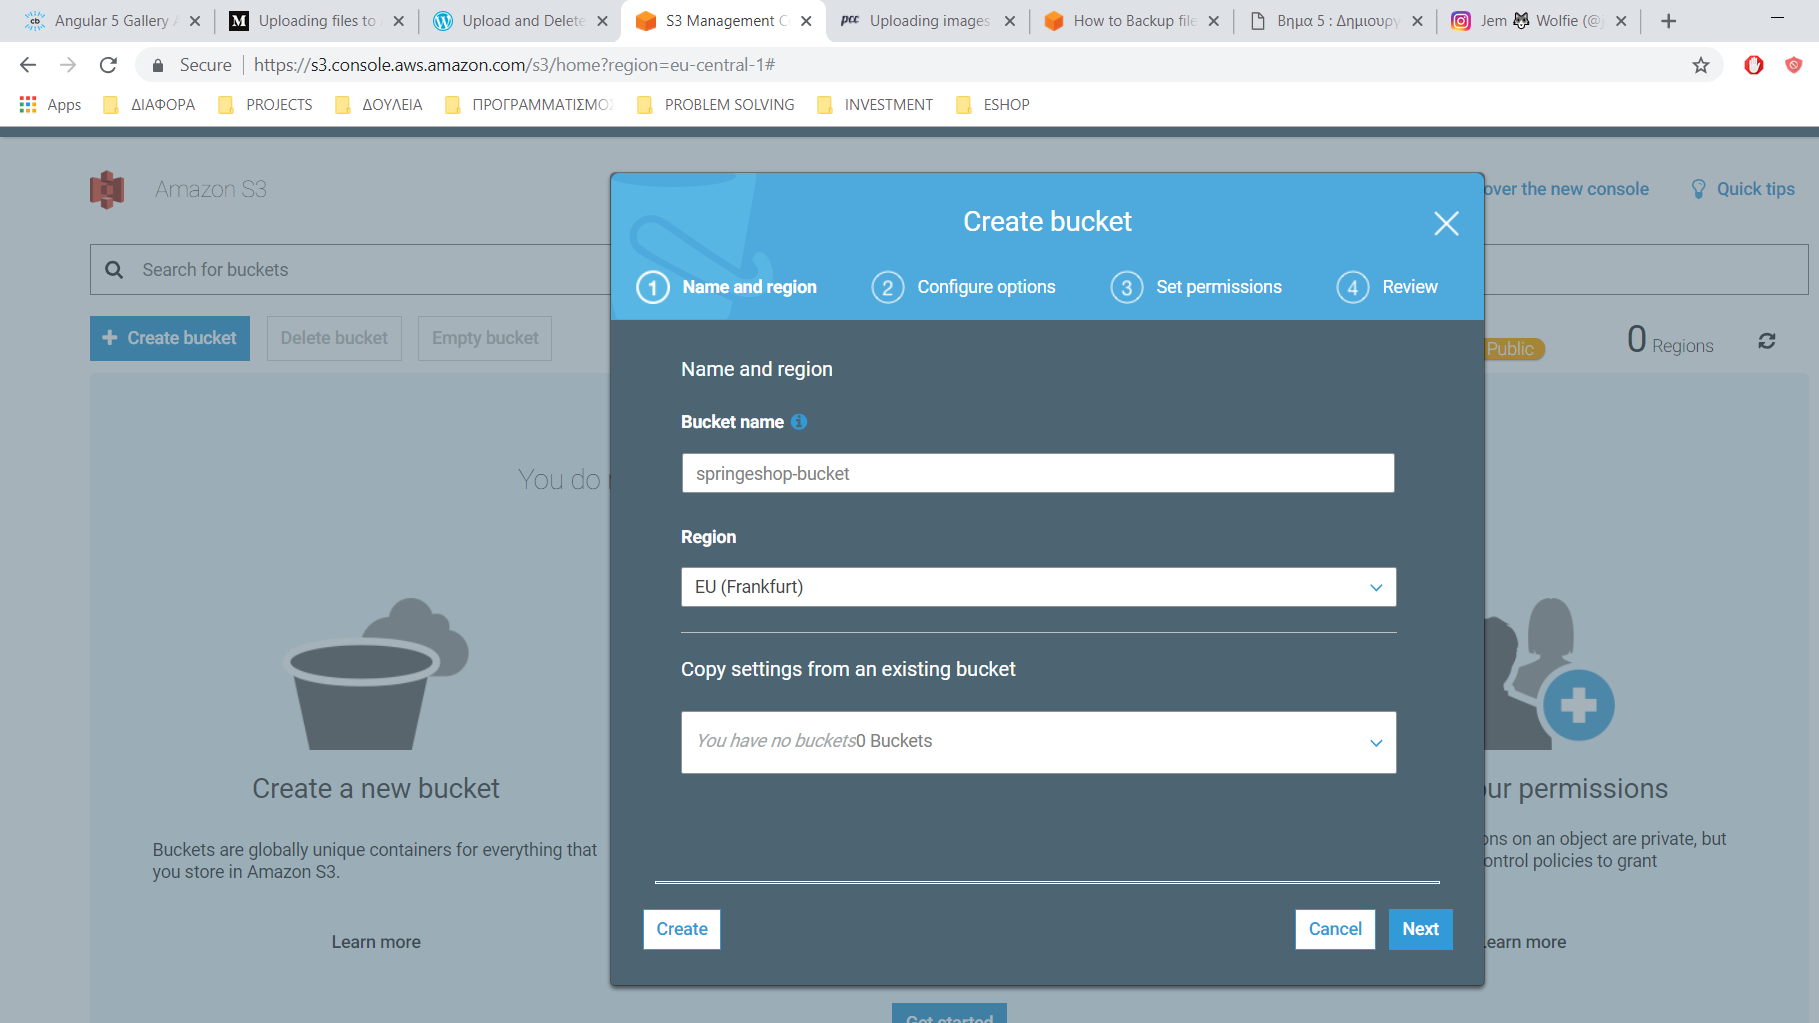 Angular 5 Gallery
Uploading files to
Upload and Delete
S3 Management C
pcc Uploading images
How to Backup file
Βημα 5 : Δημιουργ
Jem 🐺 Wolfie (@j
Secure
https://s3.console.aws.amazon.com/s3/home?region=eu-central-1#
Apps
ΔΙΑΦΟΡΑ
PROJECTS
ΔΟΥΛΕΙΑ
ΠΡΟΓΡΑΜΜΑΤΙΣΜΟΣ
PROBLEM SOLVING
INVESTMENT
ESHOP
Amazon S3
over the new console
Quick tips
Search for buckets
Create bucket
Delete bucket
Empty bucket
Public
0 Regions
You do
Create a new bucket
Buckets are globally unique containers for everything that
you store in Amazon S3.
Learn more
Create bucket
1 Name and region
2 Configure options
3 Set permissions
4 Review
Name and region
Bucket name
springeshop-bucket
Region
EU (Frankfurt)
Copy settings from an existing bucket
You have no buckets0 Buckets
Create
Cancel
Next
ur permissions
ons on an object are private, but
ontrol policies to grant
earn more
Get started